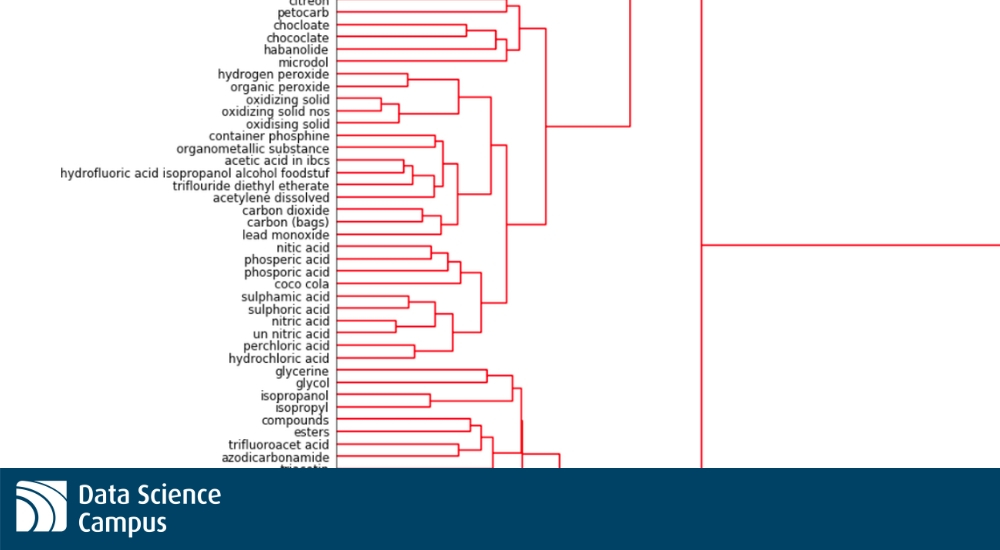 citreon
petocarb
chocloate
chococlate
habanolide
microdol
hydrogen peroxide
organic peroxide
oxidizing solid
oxidizing solid nos
oxidising solid
container phosphine
organometallic substance
acetic acid in ibcs
hydrofluoric acid isopropanol alcohol foodstuf
triflouride diethyl etherate
acetylene dissolved
carbon dioxide
carbon (bags)
lead monoxide
nitic acid
phosperic acid
phosporic acid
coco cola
sulphamic acid
sulphoric acid
nitric acid
un nitric acid
perchloric acid
hydrochloric acid
glycerine
glycol
isopropanol
isopropyl
compounds
esters
trifluoroacet acid
azodicarbonamide
Data Science
Campus